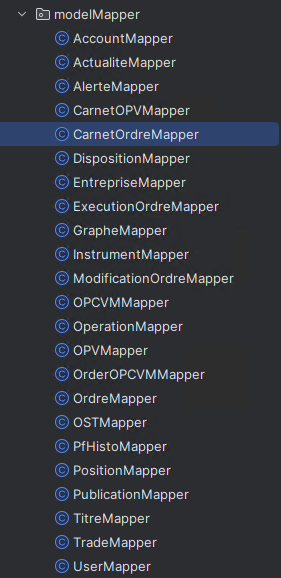 modelMapper
AccountMapper
ActualiteMapper
AlerteMapper
CarnetOPVMapper
CarnetOrdreMapper
DispositionMapper
EntrepriseMapper
ExecutionOrdreMapper
GrapheMapper
InstrumentMapper
ModificationOrdreMapper
OPCVMMapper
OperationMapper
OPVMapper
OrderOPCVMMapper
OrdreMapper
OSTMapper
PfHistoMapper
PositionMapper
PublicationMapper
TitreMapper
TradeMapper
UserMapper